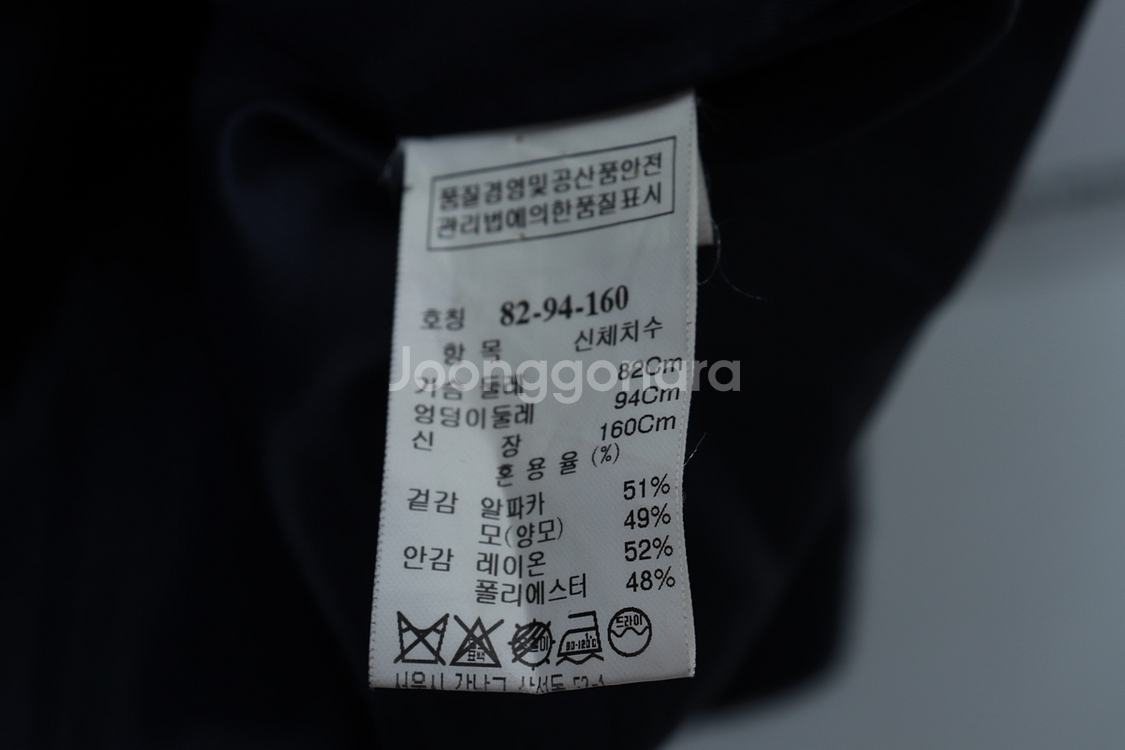 품질경영및공산품안전
관리법에의한품질표시
호칭 82-94-160
항 목 신체치수
가슴 둘레 82Cm
엉덩이둘레 94Cm
신 장 160Cm
혼 용 율 (%)
겉감 알파카 51%
모(양모) 49%
안감 레이온 52%
폴리에스터 48%
80-120℃
드라이
Joonggonara